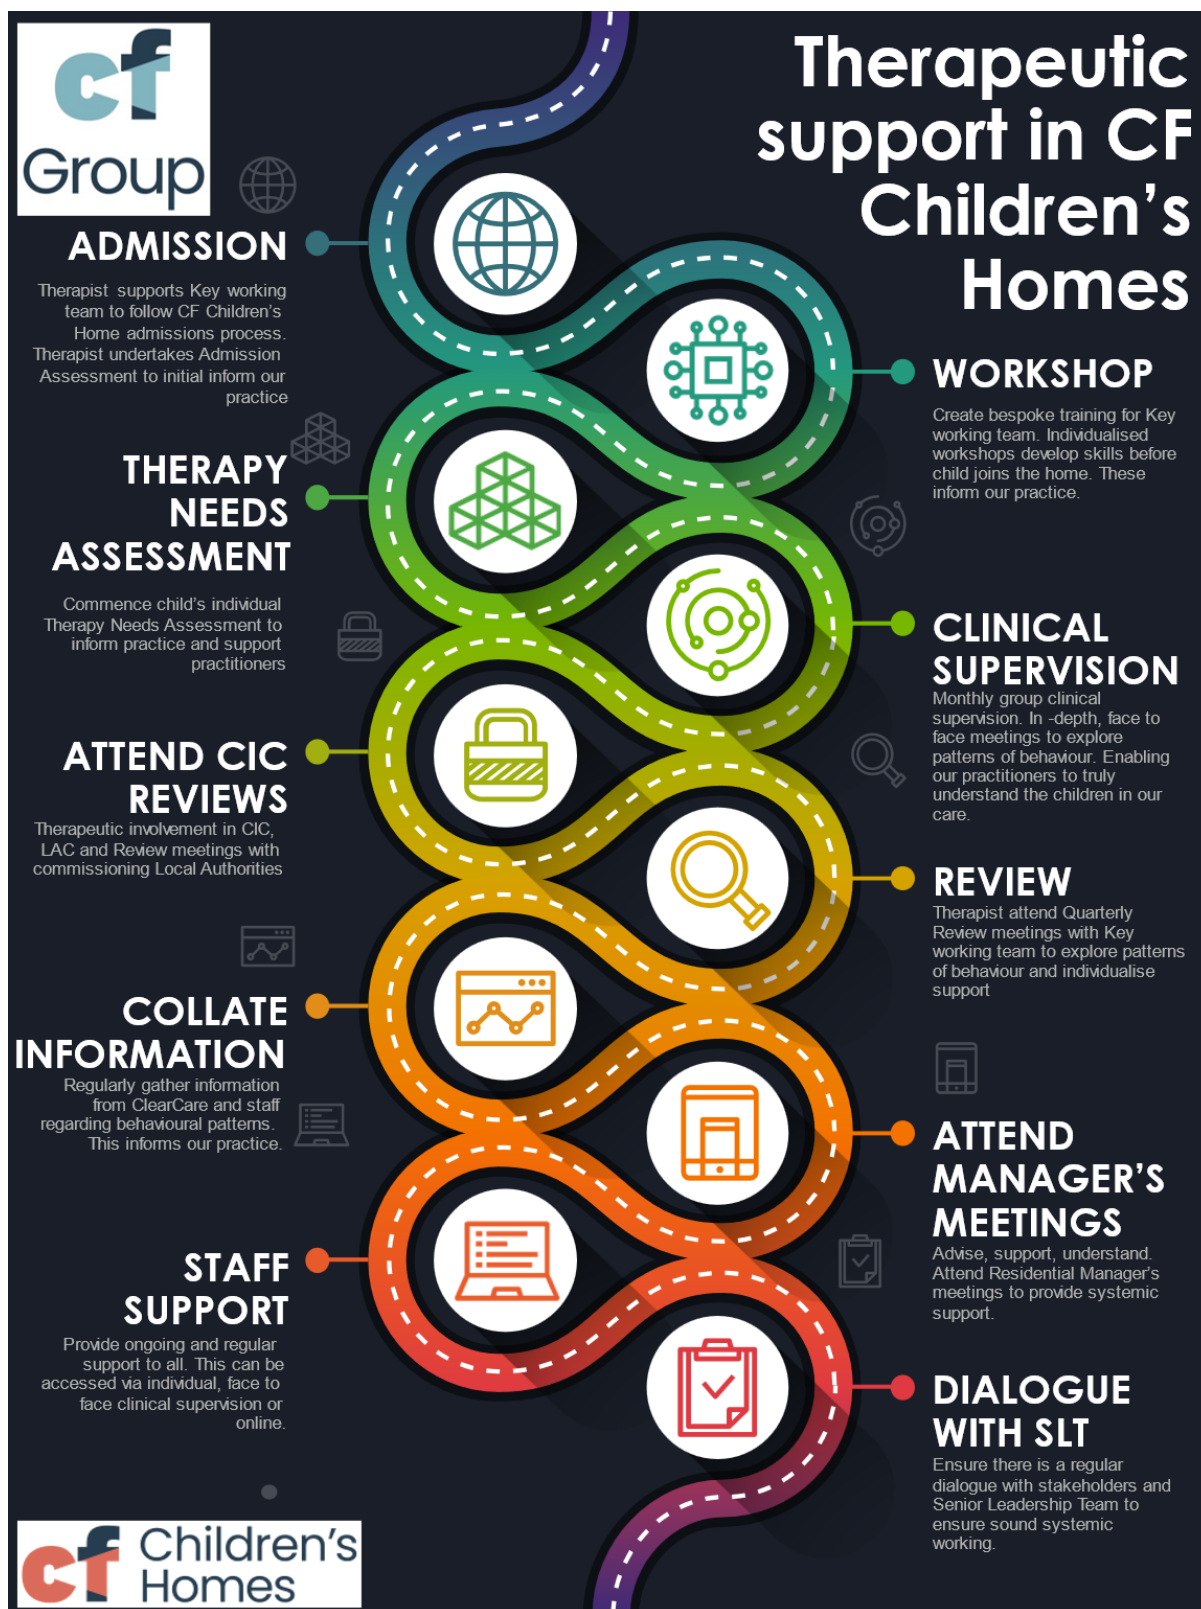 cf
Group
Therapeutic
support in CF
Children's
Homes
ADMISSION
Therapist supports Key working
team to follow CF Children's
Home admissions process.
Therapist undertakes Admission
Assessment to initial inform our
practice
WORKSHOP
Create bespoke training for Key
working team. Individualised
workshops develop skills before
child joins the home. These
inform our practice.
THERAPY
NEEDS
ASSESSMENT
Commence child's individual
Therapy Needs Assessment to
inform practice and support
practitioners
CLINICAL
SUPERVISION
Monthly group clinical
supervision. In -depth, face to
face meetings to explore
patterns of behaviour. Enabling
our practitioners to truly
understand the children in our
care.
ATTEND CIC
REVIEWS
Therapeutic involvement in CIC,
LAC and Review meetings with
commissioning Local Authorities
REVIEW
Therapist attend Quarterly
Review meetings with Key
working team to explore patterns
of behaviour and individualise
support
COLLATE
INFORMATION
Regularly gather information
from ClearCare and staff
regarding behavioural patterns.
This informs our practice.
ATTEND
MANAGER'S
MEETINGS
Advise, support, understand.
Attend Residential Manager's
meetings to provide systemic
support.
STAFF
SUPPORT
Provide ongoing and regular
support to all. This can be
accessed via individual, face to
face clinical supervision or
online.
DIALOGUE
WITH SLT
Ensure there is a regular
dialogue with stakeholders and
Senior Leadership Team to
ensure sound systemic
working.
cf Children's
Homes